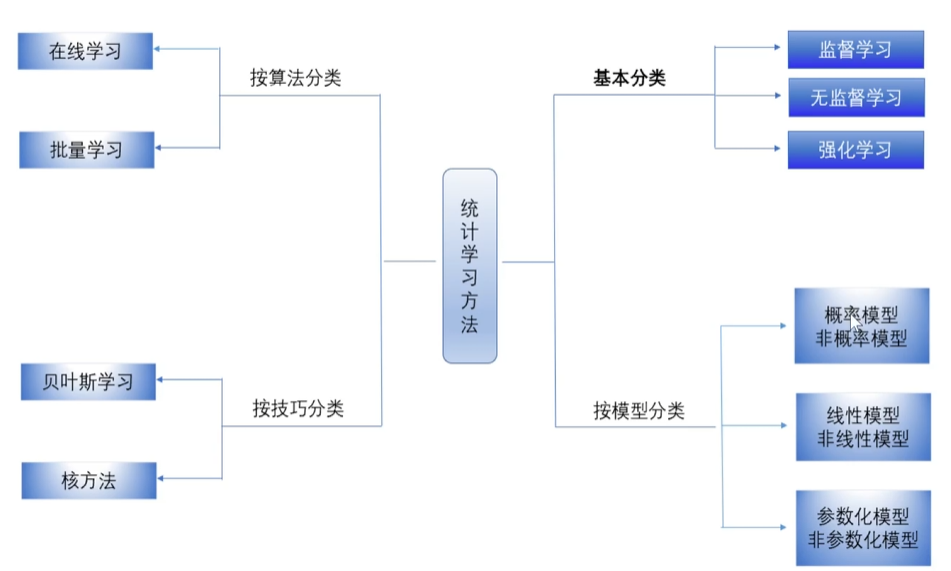 在线学习
批量学习
按算法分类
基本分类
监督学习
无监督学习
强化学习
统计学习方法
贝叶斯学习
核方法
按技巧分类
按模型分类
概率模型
非概率模型
线性模型
非线性模型
参数化模型
非参数化模型